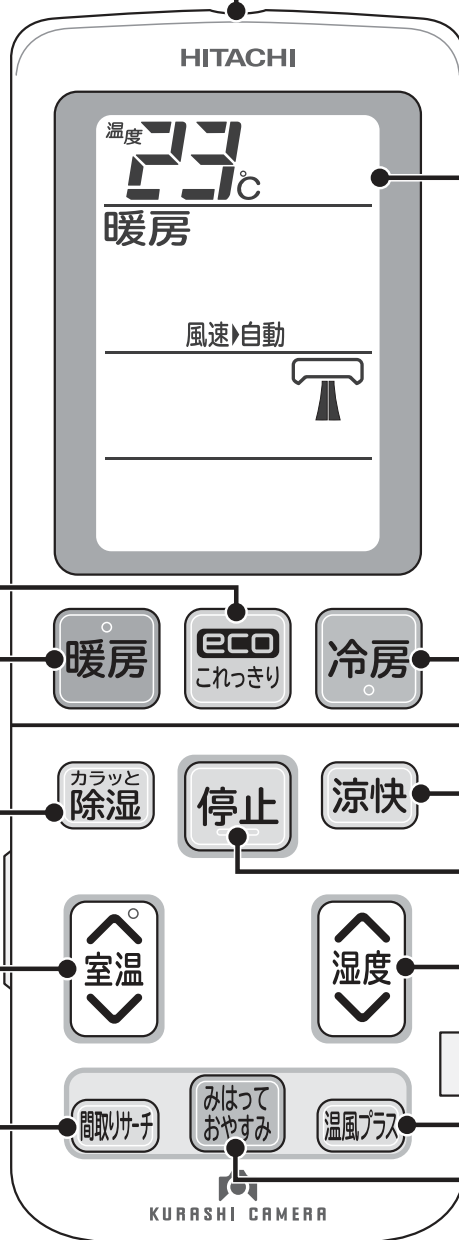 HITACHI
温度 23℃
暖房
風速▶自動
暖房
eco
これっきり
冷房
カラッと
除湿
停止
涼快
室温
湿度
間取りサーチ
みはって
おやすみ
温風プラス
KURASHI CAMERA